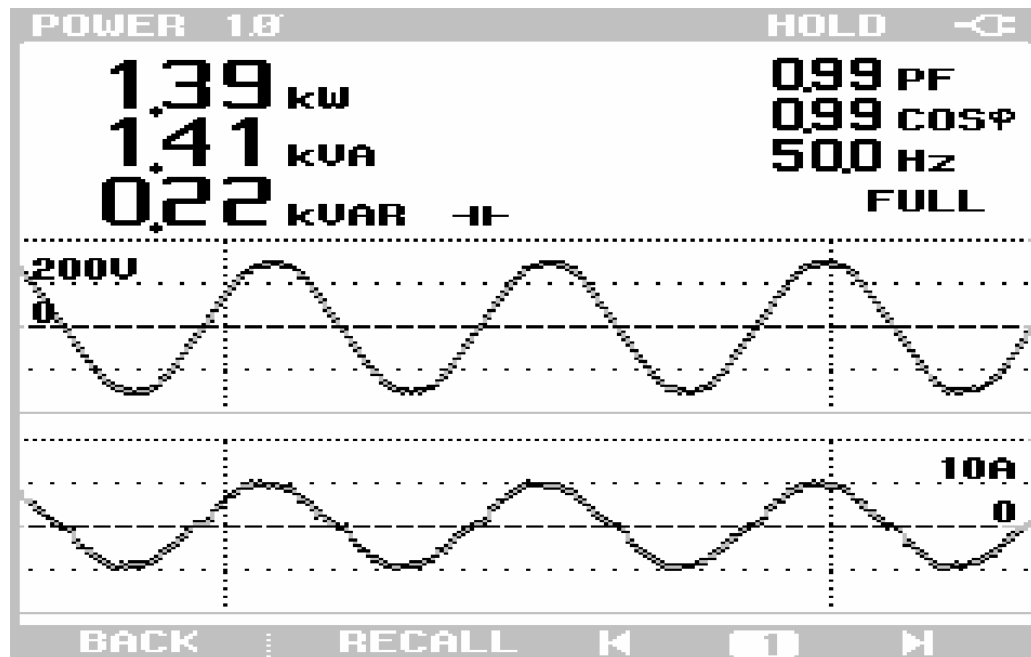 POWER 1.0 HOLD
1.39 kW 0.99 PF
1.41 kVA 0.99 COSφ
0.22 kVAR 50.0 Hz
FULL
200V
0
10A
0
BACK RECALL 1